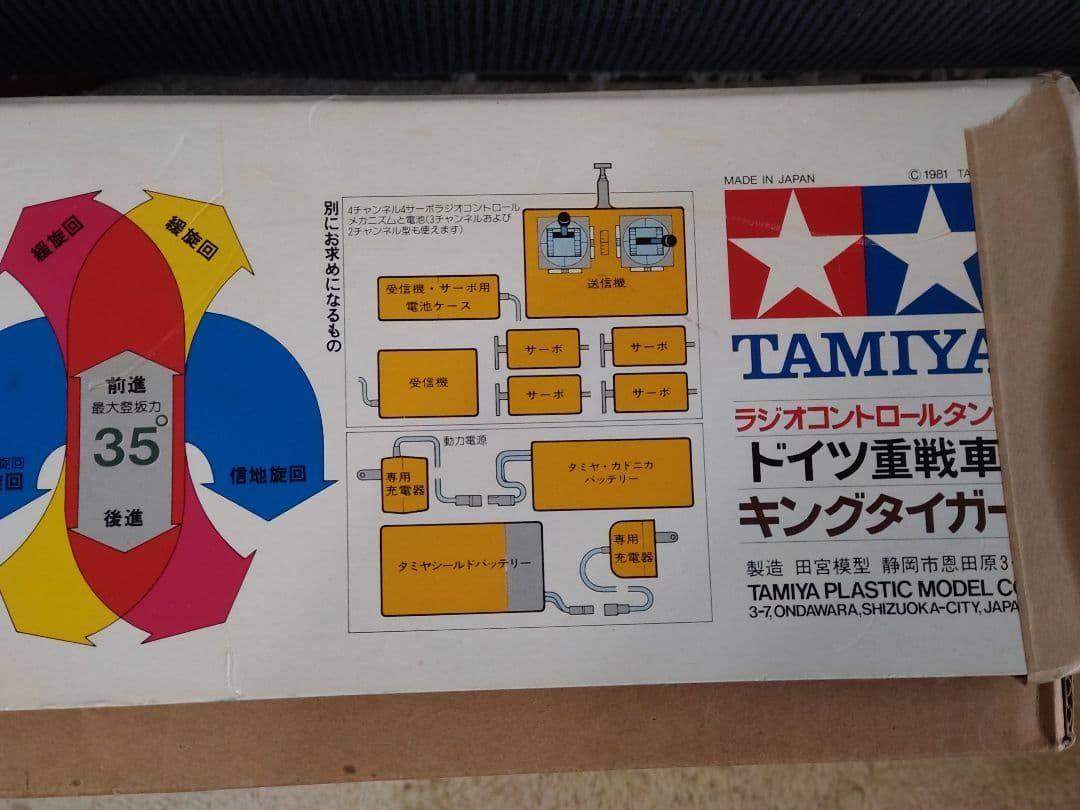 緩旋回
緩旋回
前進
最大登坂力
35°
後進
旋回
旋回
信地旋回
別にお求めになるもの
4チャンネル4サーボラジオコントロール
メカニズムと電池(3チャンネルおよび
2チャンネル型も使えます)
送信機
受信機・サーボ用
電池ケース
受信機
サーボ
サーボ
サーボ
サーボ
動力電源
専用
充電器
タミヤ・カドニカ
バッテリー
タミヤシールドバッテリー
専用
充電器
MADE IN JAPAN
© 1981 TA
TAMIYA
ラジオコントロールタン
ドイツ重戦車
キングタイガー
製造 田宮模型 静岡市恩田原3-
TAMIYA PLASTIC MODEL CO
3-7, ONDAWARA, SHIZUOKA-CITY, JAPA